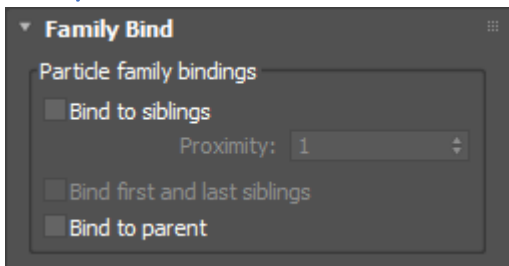 Family Bind
Particle family bindings
Bind to siblings
Proximity: 1
Bind first and last siblings
Bind to parent